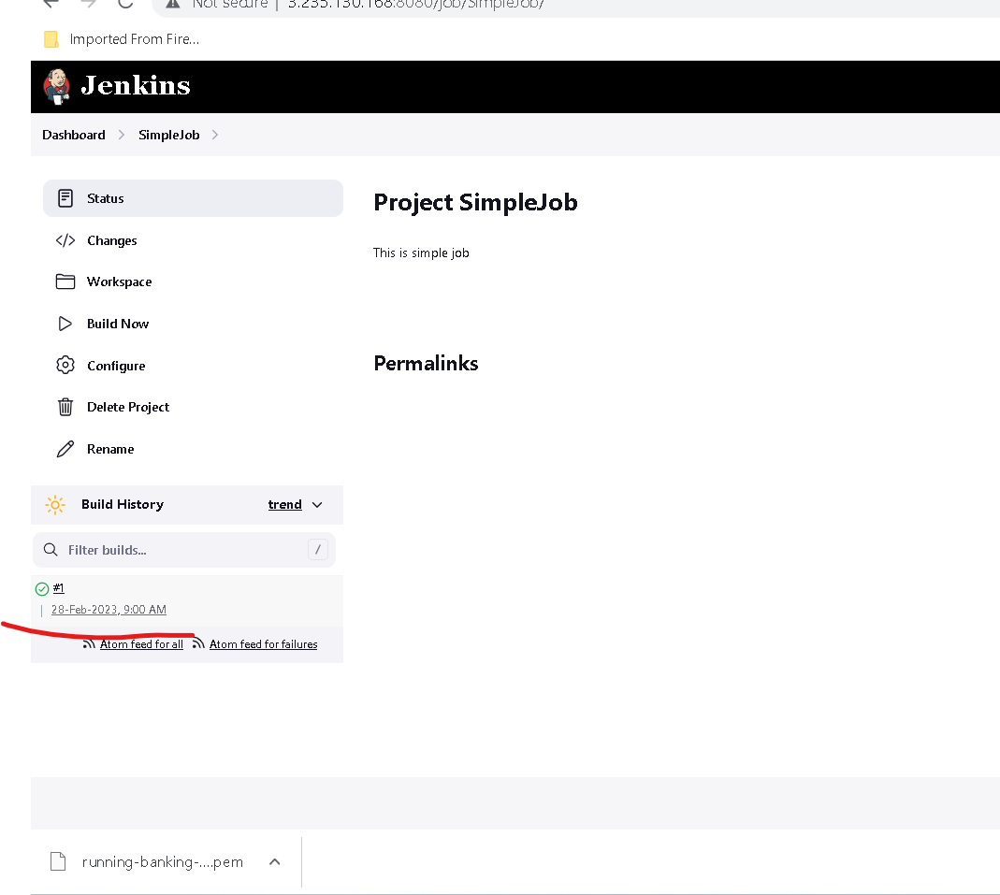 Not secure | 3.235.130.168:8080/job/SimpleJob/
Imported From Fire...
Jenkins
Dashboard > SimpleJob >
Status
Changes
Workspace
Build Now
Configure
Delete Project
Rename
Project SimpleJob
This is simple job
Permalinks
Build History trend
Filter builds... /
#1
| 28-Feb-2023, 9:00 AM
Atom feed for all Atom feed for failures
running-banking-....pem